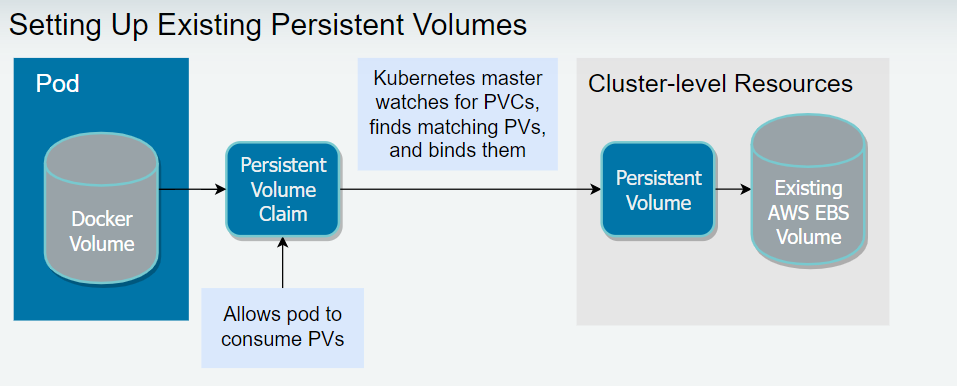 Setting Up Existing Persistent Volumes
Pod
Docker
Volume
Persistent
Volume
Claim
Allows pod to
consume PVs
Kubernetes master
watches for PVCs,
finds matching PVs,
and binds them
Cluster-level Resources
Persistent
Volume
Existing
AWS EBS
Volume